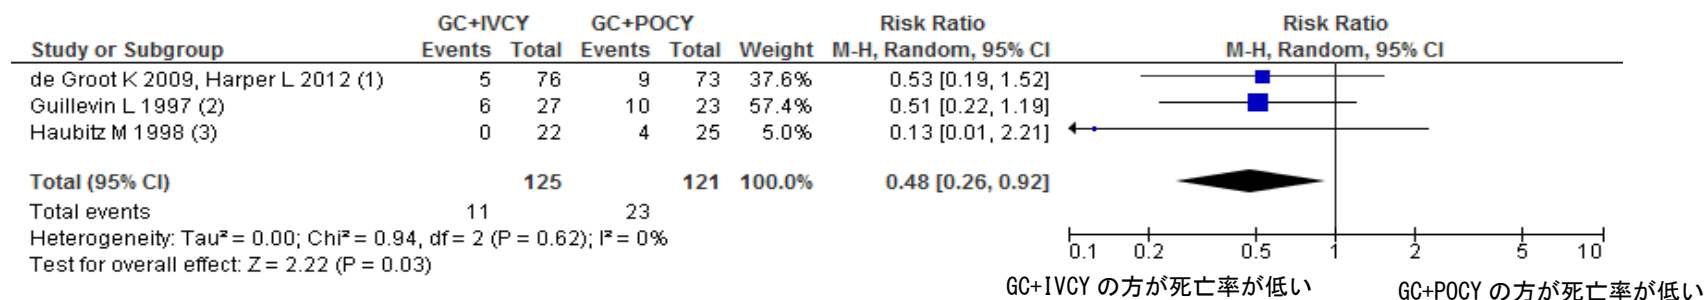 GC+IVCY GC+POCY Risk Ratio Risk Ratio
Study or Subgroup Events Total Events Total Weight M-H, Random, 95% CI M-H, Random, 95% CI
de Groot K 2009, Harper L 2012 (1) 5 76 9 73 37.6% 0.53 [0.19, 1.52]
Guillevin L 1997 (2) 6 27 10 23 57.4% 0.51 [0.22, 1.19]
Haubitz M 1998 (3) 0 22 4 25 5.0% 0.13 [0.01, 2.21]
Total (95% CI) 125 121 100.0% 0.48 [0.26, 0.92]
Total events 11 23
Heterogeneity: Tau² = 0.00; Chi² = 0.94, df = 2 (P = 0.62); I² = 0%
Test for overall effect: Z = 2.22 (P = 0.03)
0.1 0.2 0.5 1 2 5 10
GC+IVCY の方が死亡率が低い GC+POCY の方が死亡率が低い